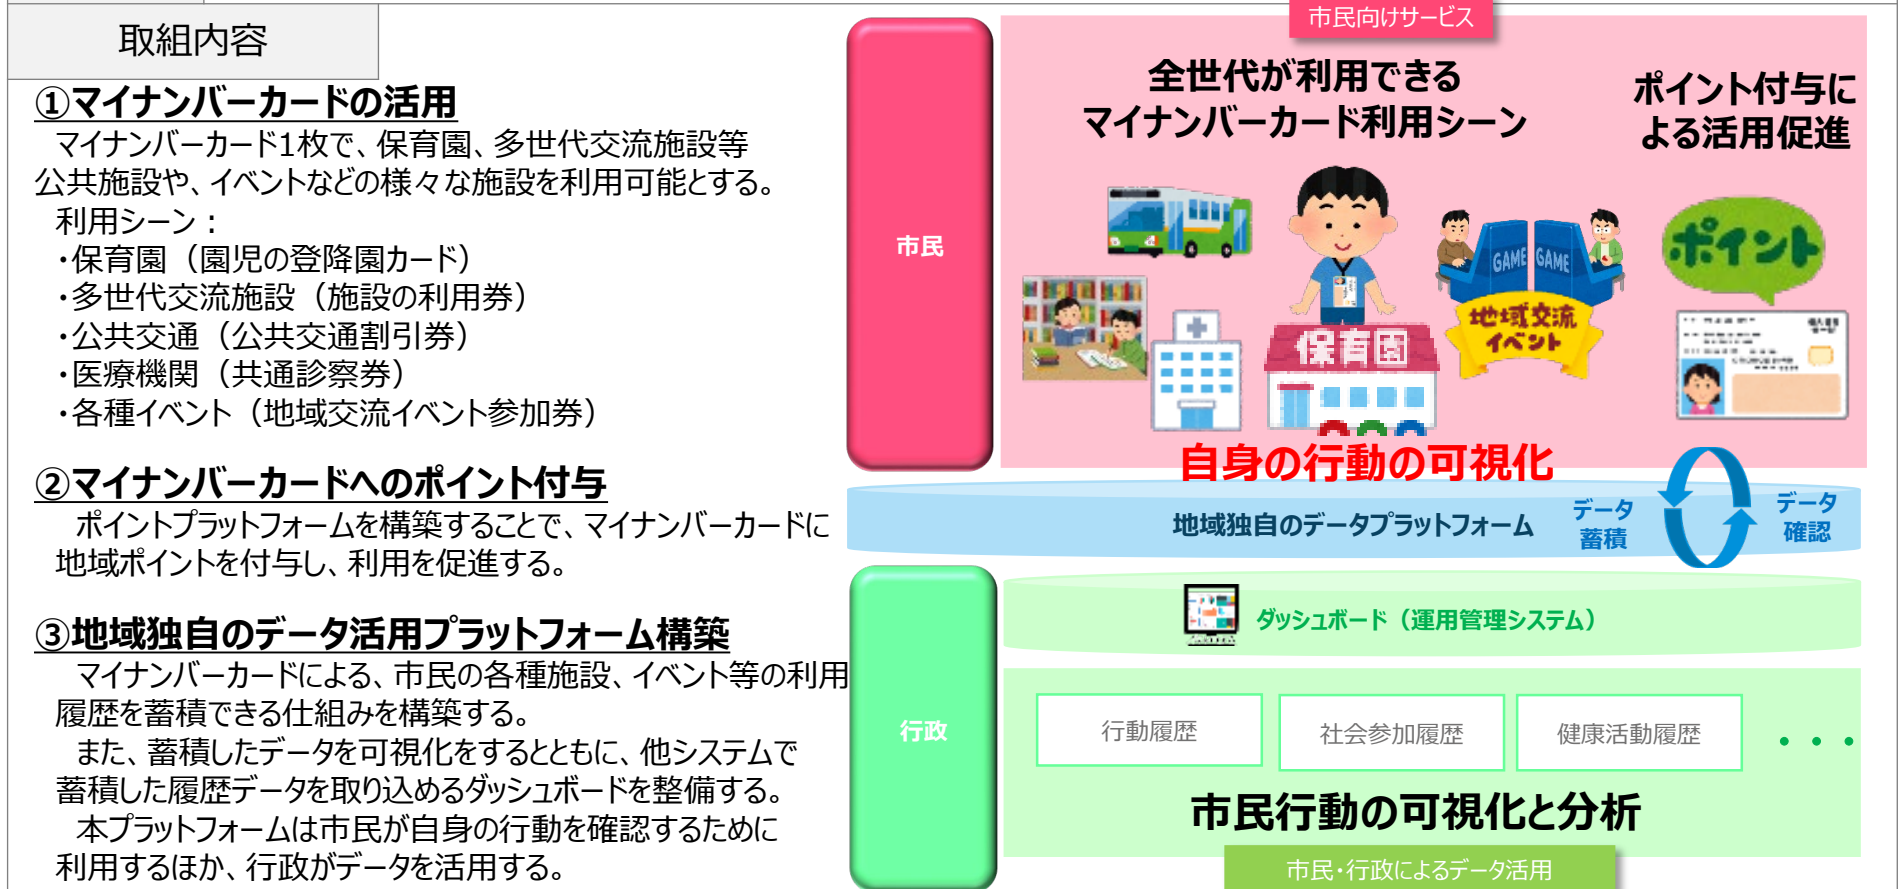 取組内容
①マイナンバーカードの活用
マイナンバーカード1枚で、保育園、多世代交流施設等
公共施設や、イベントなどの様々な施設を利用可能とする。
利用シーン：
・保育園（園児の登降園カード）
・多世代交流施設（施設の利用券）
・公共交通（公共交通割引券）
・医療機関（共通診察券）
・各種イベント（地域交流イベント参加券）
②マイナンバーカードへのポイント付与
ポイントプラットフォームを構築することで、マイナンバーカードに
地域ポイントを付与し、利用を促進する。
③地域独自のデータ活用プラットフォーム構築
マイナンバーカードによる、市民の各種施設、イベント等の利用
履歴を蓄積できる仕組みを構築する。
また、蓄積したデータを可視化をするとともに、他システムで
蓄積した履歴データを取り込めるダッシュボードを整備する。
本プラットフォームは市民が自身の行動を確認するために
利用するほか、行政がデータを活用する。
市民向けサービス
市民
全世代が利用できる
マイナンバーカード利用シーン
ポイント付与に
よる活用促進
GAME
GAME
ポイント
地域交流
イベント
保育園
自身の行動の可視化
地域独自のデータプラットフォーム
データ
蓄積
データ
確認
行政
ダッシュボード（運用管理システム）
行動履歴
社会参加履歴
健康活動履歴
・・・
市民行動の可視化と分析
市民・行政によるデータ活用